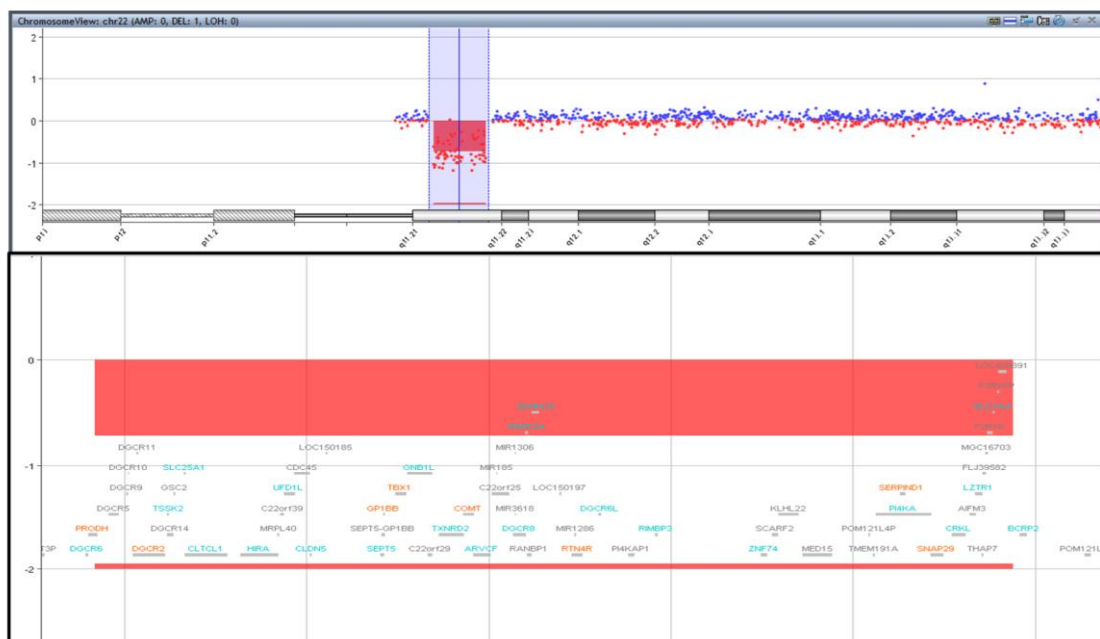 ChromosomeView: chr22 (AMP: 0, DEL: 1, LOH: 0)
2
1
0
-1
-2
p13 p12 p11.2 q11.21 q11.22 q11.23 q12.1 q12.2 q12.3 q13.1 q13.2 q13.31 q13.32 q13.33
0
DGCR11 LOC150185 MIR1306 MGC16703
-1
DGCR10 SLC25A1 CDC45 GNB1L MIR185 FLJ39582
DGCR9 GSC2 UFD1L TBX1 C22orf25 LOC150197 SERPIND1 LZTR1
DGCR5 TSSK2 C22orf39 GP1BB COMT MIR3618 DGCR6L KLHL22 PI4KA AIFM3
PRODH DGCR14 MRPL40 SEPT5-GP1BB TXNRD2 DGCR8 MIR1286 RIMBP3 SCARF2 POM121L4P CRKL BCRP2
T3P DGCR6 DGCR2 CLTCL1 HIRA CLDN5 SEPT5 C22orf29 ARVCF RANBP1 RTN4R PI4KAP1 ZNF74 MED15 TMEM191A SNAP29 THAP7 POM121L
-2